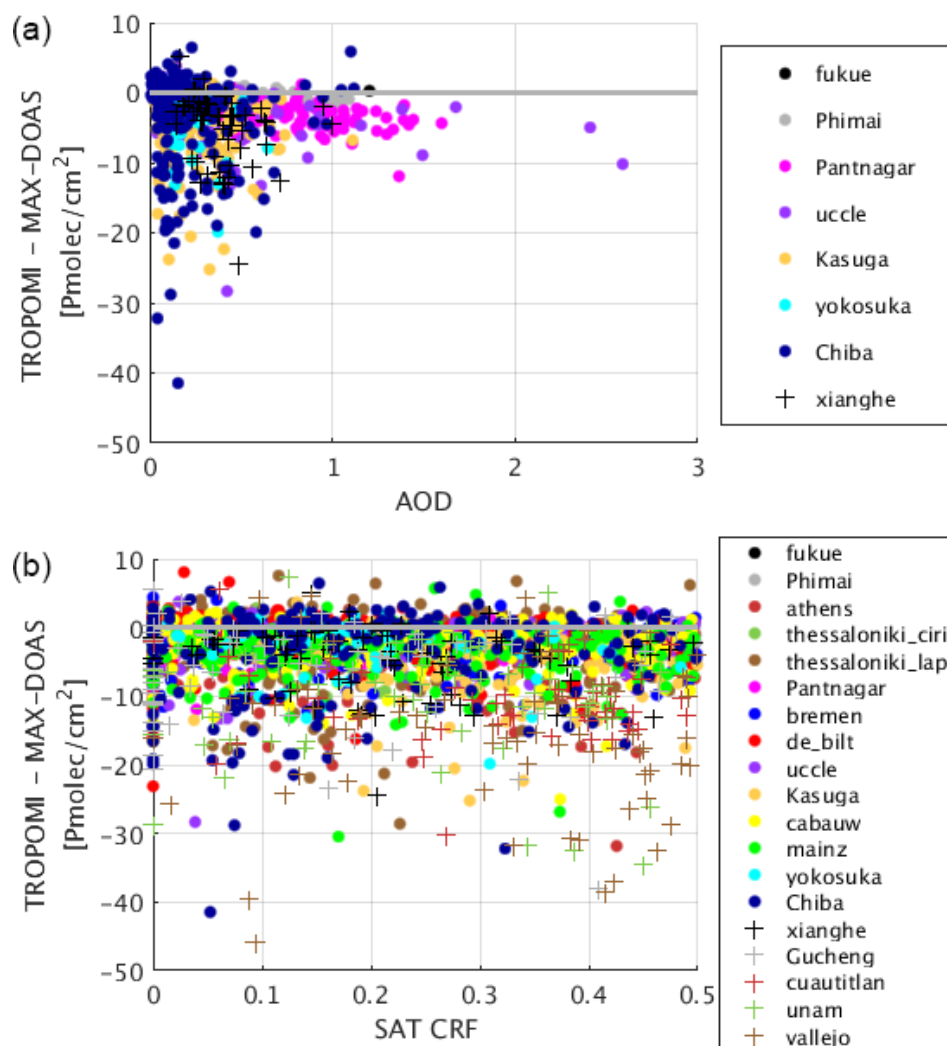 (a)
10
0
−10
−20
−30
−40
−50
TROPOMI − MAX−DOAS
[Pmolec/cm2]
0 1 2 3
AOD
fukue
Phimai
Pantnagar
uccle
Kasuga
yokosuka
Chiba
xianghe
(b)
10
0
−10
−20
−30
−40
−50
TROPOMI − MAX−DOAS
[Pmolec/cm2]
0 0.1 0.2 0.3 0.4 0.5
SAT CRF
fukue
Phimai
athens
thessaloniki_ciri
thessaloniki_lap
Pantnagar
bremen
de_bilt
uccle
Kasuga
cabauw
mainz
yokosuka
Chiba
xianghe
Gucheng
cuautitlan
unam
vallejo